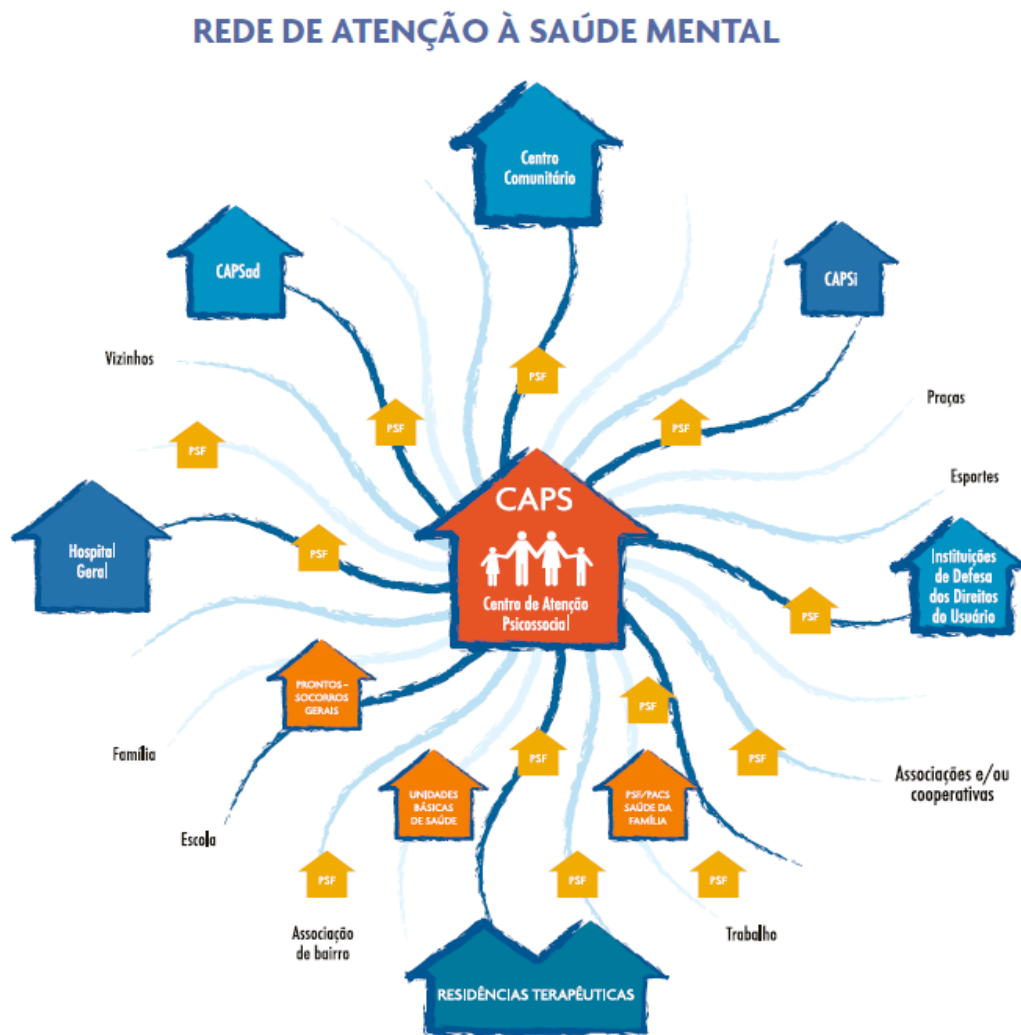 REDE DE ATENÇÃO À SAÚDE MENTAL
Centro
Comunitário
CAPSad
CAPSi
Vizinhos
PSF
Praças
PSF
PSF
PSF
Esportes
CAPS
Hospital
Geral
PSF
Instituições
de Defesa
dos Direitos
do Usuário
Centro de Atenção
Psicossocial
PSF
PRONTOS-
SOCORROS
GERAIS
PSF
Família
PSF
PSF
Associações e/ou
cooperativas
UNIDADES
BÁSICAS
DE SAÚDE
PSF/PACS
SAÚDE DA
FAMÍLIA
Escola
PSF
PSF
PSF
Associação
de bairro
Trabalho
RESIDÊNCIAS TERAPÊUTICAS
PSF